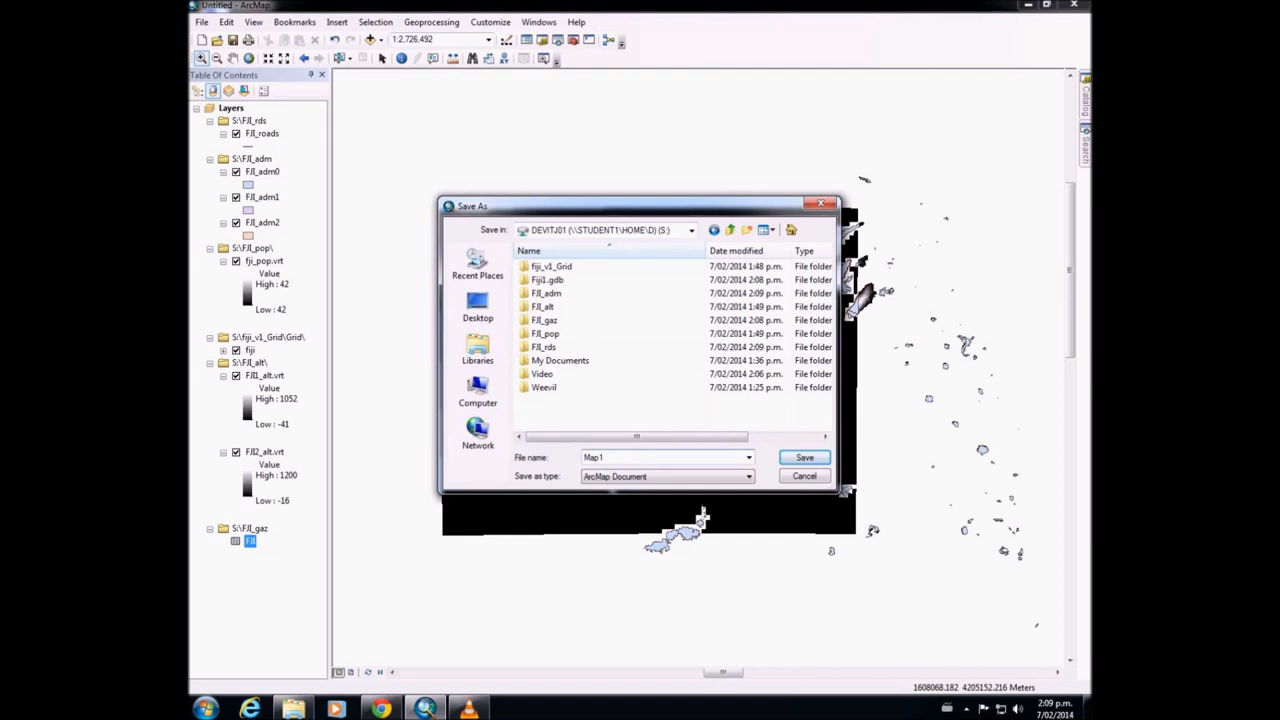 Untitled - ArcMap
File Edit View Bookmarks Insert Selection Geoprocessing Customize Windows Help
1:2,726,492
Table Of Contents
Layers
S:\FJI_rds
FJI_roads
S:\FJI_adm
FJI_adm0
FJI_adm1
FJI_adm2
S:\FJI_pop\
fji_pop.vrt
Value
High : 42
Low : 42
S:\fiji_v1_Grid\Grid\
fiji
S:\FJI_alt\
FJI1_alt.vrt
Value
High : 1052
Low : -41
FJI2_alt.vrt
Value
High : 1200
Low : -16
S:\FJI_gaz
FJI
Catalog
Search
Save As
Save in: DEVITJ01 (\\STUDENT1\HOME\D) (S:)
Recent Places
Desktop
Libraries
Computer
Network
Name Date modified Type
fiji_v1_Grid 7/02/2014 1:48 p.m. File folder
Fiji1.gdb 7/02/2014 2:08 p.m. File folder
FJI_adm 7/02/2014 2:09 p.m. File folder
FJI_alt 7/02/2014 1:49 p.m. File folder
FJI_gaz 7/02/2014 2:08 p.m. File folder
FJI_pop 7/02/2014 1:49 p.m. File folder
FJI_rds 7/02/2014 2:09 p.m. File folder
My Documents 7/02/2014 1:36 p.m. File folder
Video 7/02/2014 2:06 p.m. File folder
Weevil 7/02/2014 1:25 p.m. File folder
File name: Map1 Save
Save as type: ArcMap Document Cancel
1608068.182 4205152.216 Meters
2:09 p.m.
7/02/2014